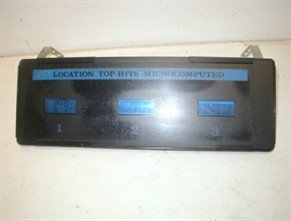 LOCATION TOP HITS MICROCOMPUTED
1 2 3